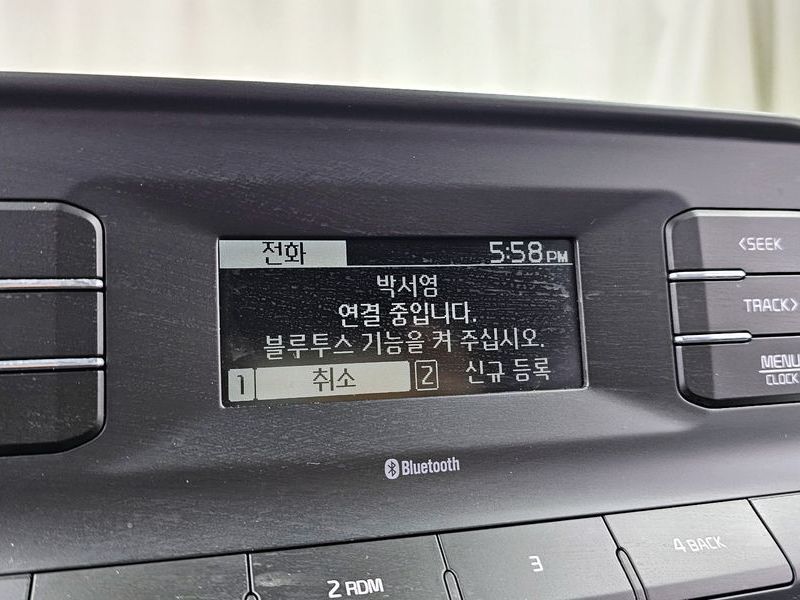 전화 5:58 PM
박서영
연결 중입니다.
블루투스 기능을 켜 주십시오.
1 취소 2 신규 등록
<SEEK
TRACK>
MENU
CLOCK
Bluetooth
2 RDM 3 4 BACK